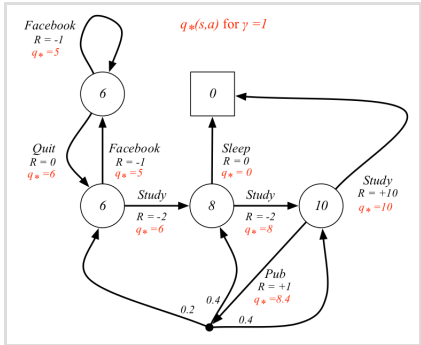 q*(s,a) for γ =1
Facebook
R = -1
q* =5
6
0
Quit
R = 0
q* =6
Facebook
R = -1
q* =5
Sleep
R = 0
q* = 0
6
Study
R = -2
q* =6
8
Study
R = -2
q* =8
10
Study
R = +10
q* =10
Pub
R = +1
q* =8.4
0.2
0.4
0.4